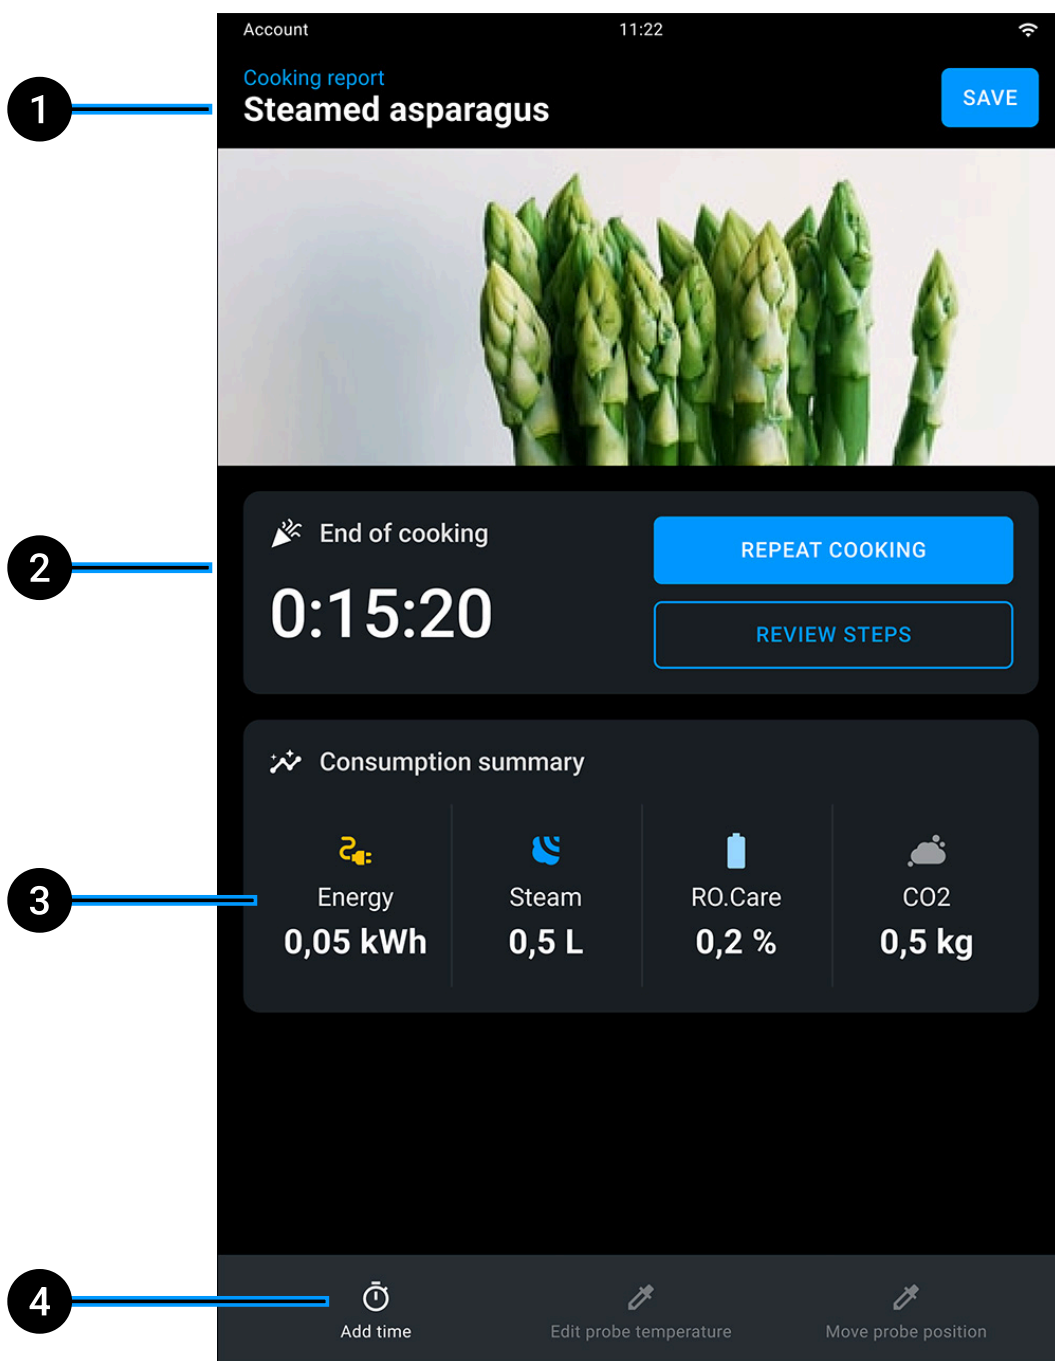 Account 11:22
1
Cooking report
Steamed asparagus
SAVE
2
End of cooking
0:15:20
REPEAT COOKING
REVIEW STEPS
Consumption summary
3
Energy Steam RO.Care CO2
0,05 kWh 0,5 L 0,2 % 0,5 kg
4
Add time Edit probe temperature Move probe position